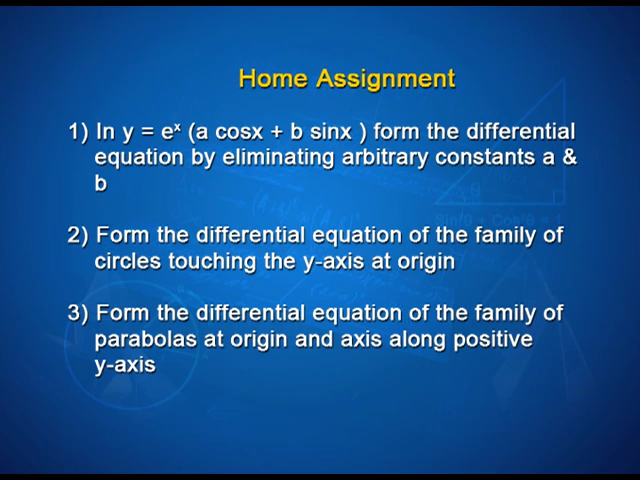 Home Assignment
1) In y = eˣ (a cosx + b sinx ) form the differential
equation by eliminating arbitrary constants a &
b
2) Form the differential equation of the family of
circles touching the y-axis at origin
3) Form the differential equation of the family of
parabolas at origin and axis along positive
y-axis